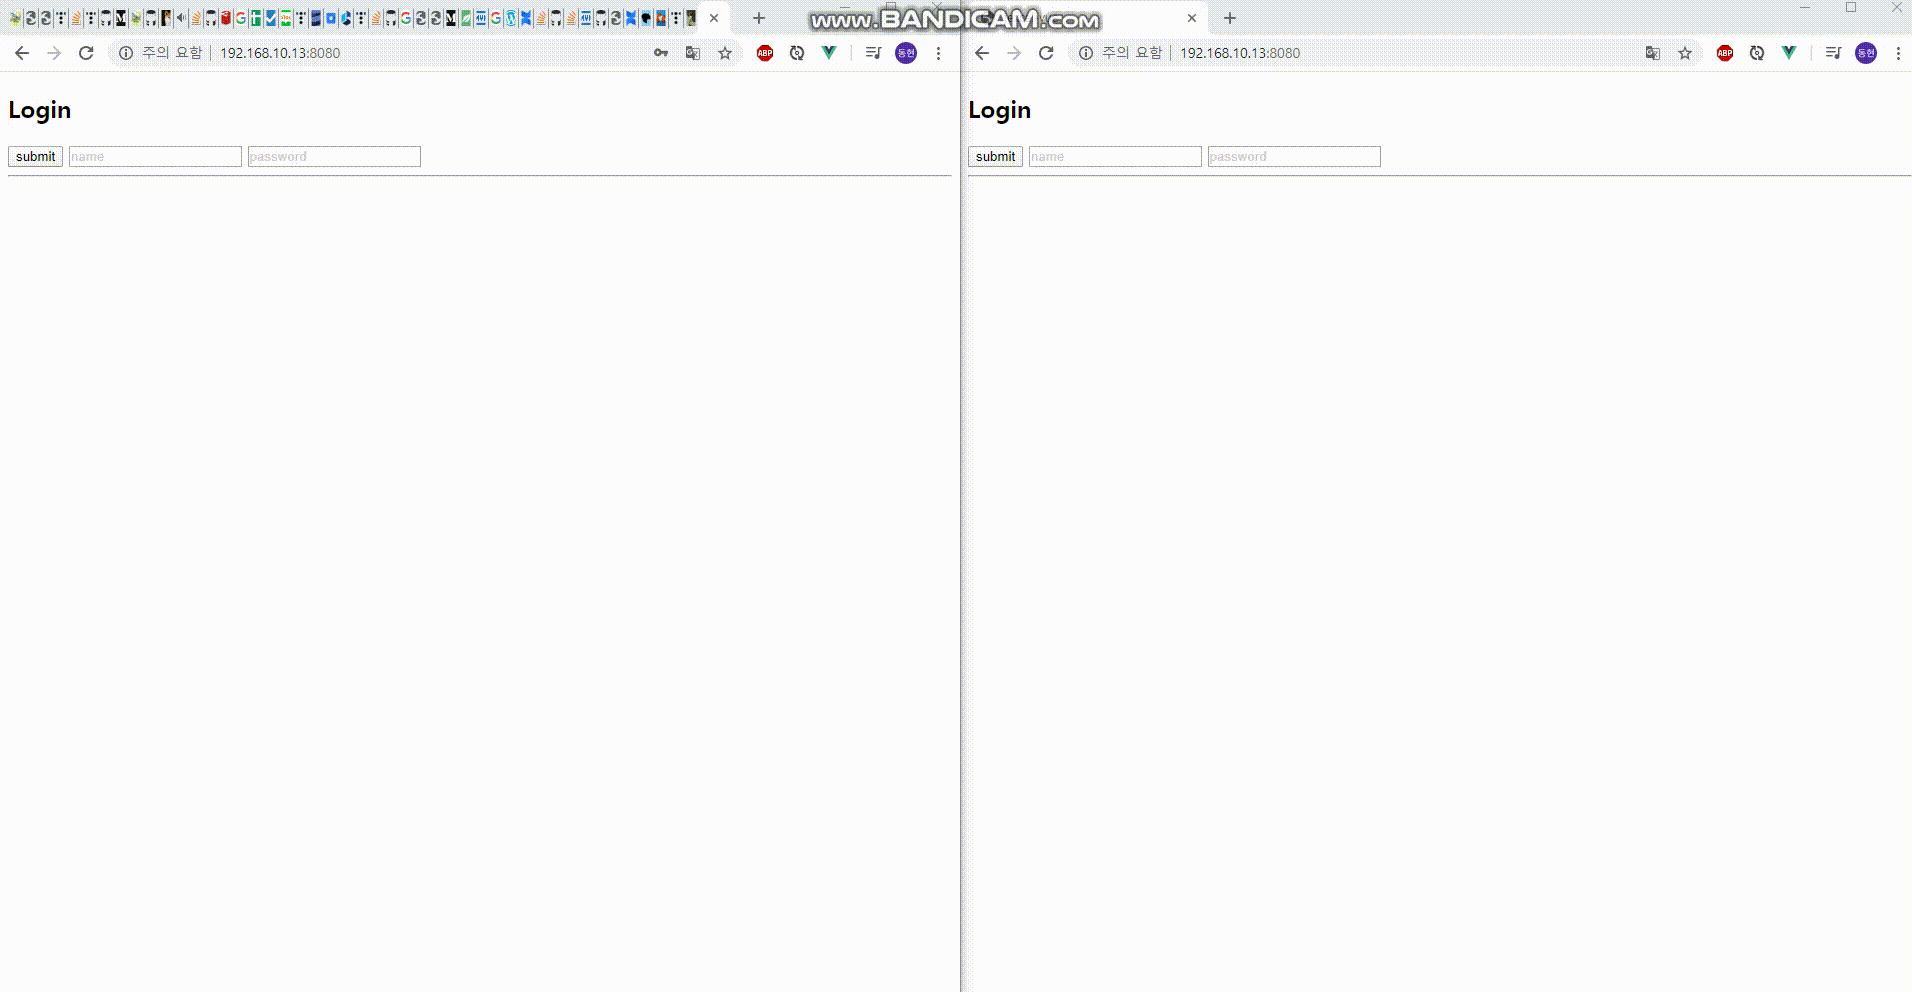 www.BANDICAM.com
주의 요함 192.168.10.13:8080
ABP
동현
Login
submit name password
주의 요함 192.168.10.13:8080
ABP
동현
Login
submit name password